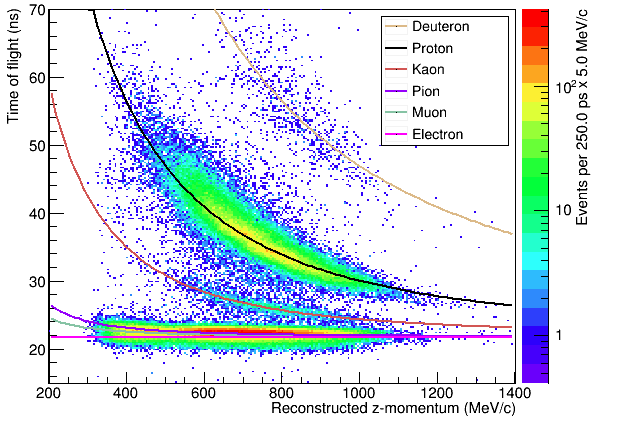 Time of flight (ns)
70
60
50
40
30
20
200
400
600
800
1000
1200
1400
Reconstructed z-momentum (MeV/c)
Deuteron
Proton
Kaon
Pion
Muon
Electron
10²
10
1
Events per 250.0 ps x 5.0 MeV/c